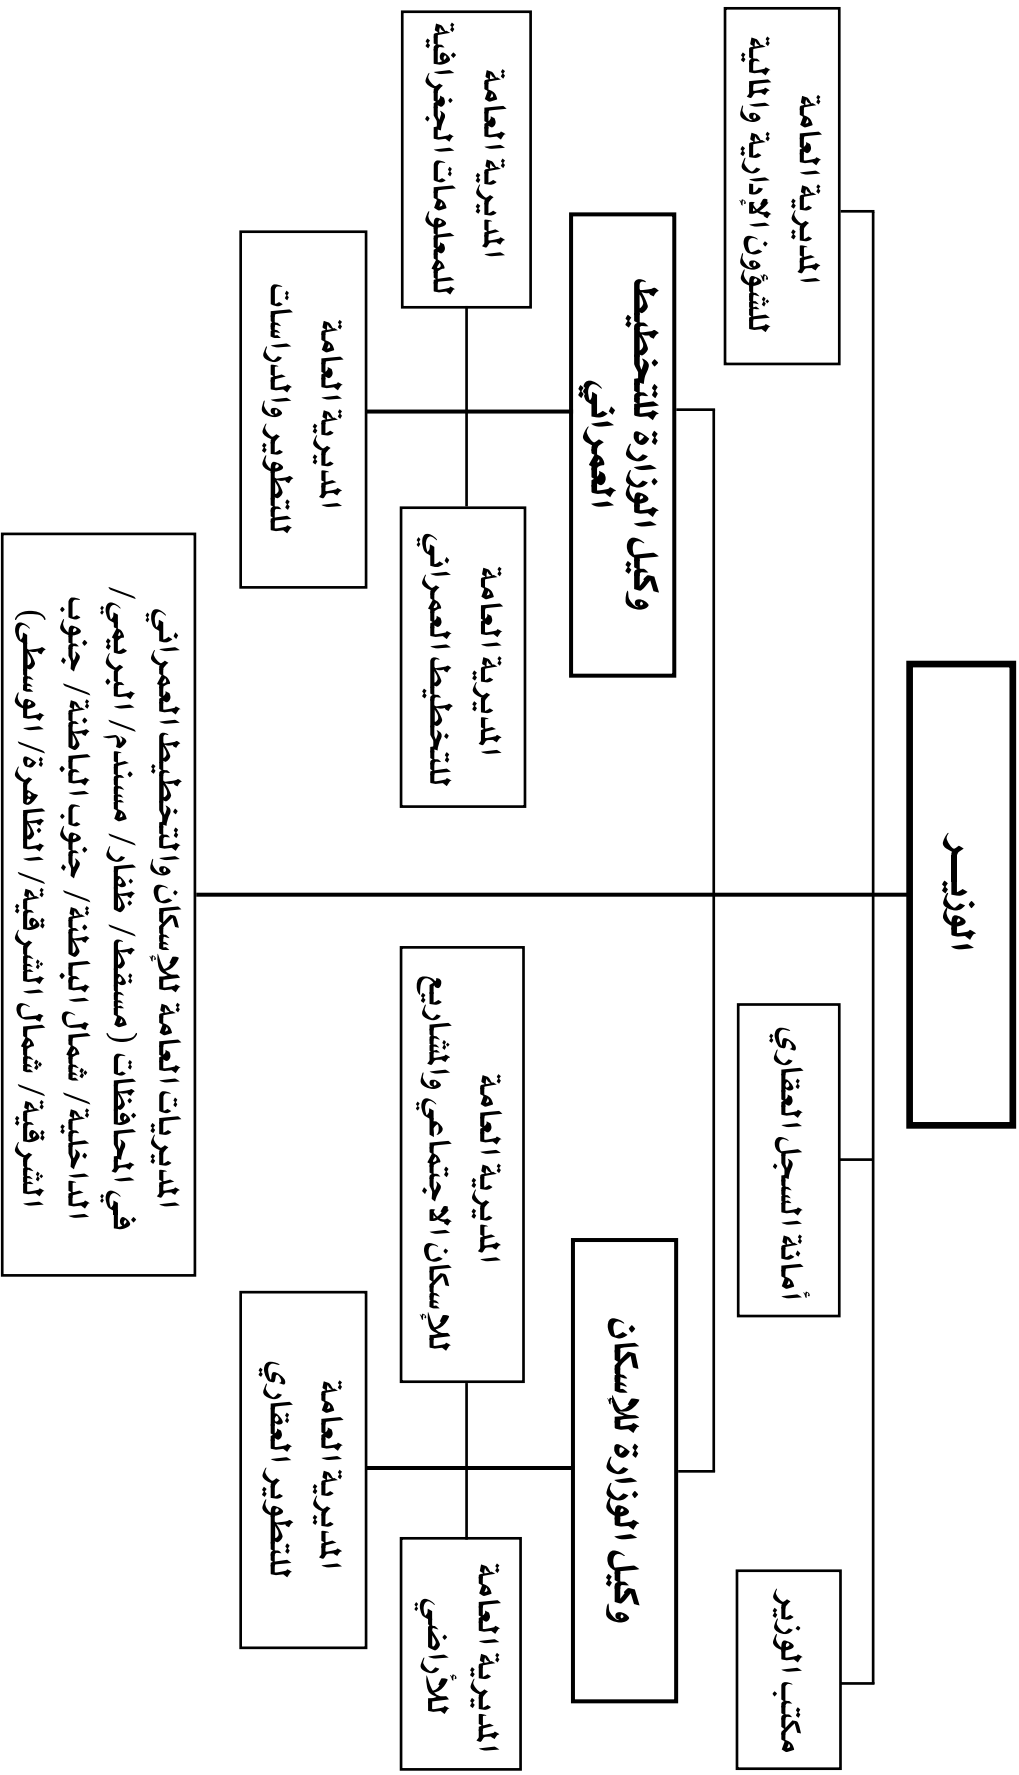 الوزيـــر
مكتب الوزير
أمانة السجل العقاري
المديرية العامة
للشؤون الإدارية والمالية
وكيل الوزارة للإسكان
وكيل الوزارة للتخطيط
العمراني
المديرية العامة
للأراضي
المديرية العامة
للإسكان الاجتماعي والمشاريع
المديرية العامة
للتخطيط العمراني
المديرية العامة
للمعلومات الجغرافية
المديرية العامة
للتطوير العقاري
المديرية العامة
للتطوير والدراسات
المديريات العامة للإسكان والتخطيط العمراني
في المحافظات (مسقط/ ظفار/ مسندم/ البريمي/
الداخلية/ شمال الباطنة/ جنوب الباطنة/ جنوب
الشرقية/ شمال الشرقية/ الظاهرة/ الوسطى)